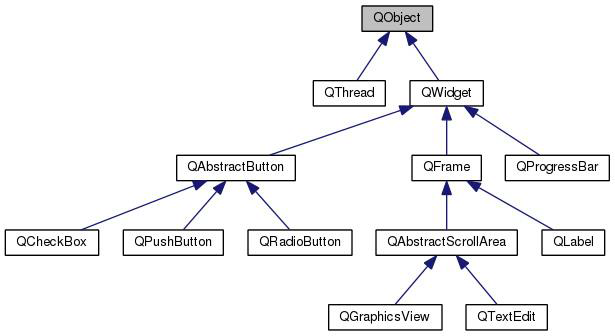 QObject
QThread
QWidget
QAbstractButton
QFrame
QProgressBar
QCheckBox
QPushButton
QRadioButton
QAbstractScrollArea
QLabel
QGraphicsView
QTextEdit